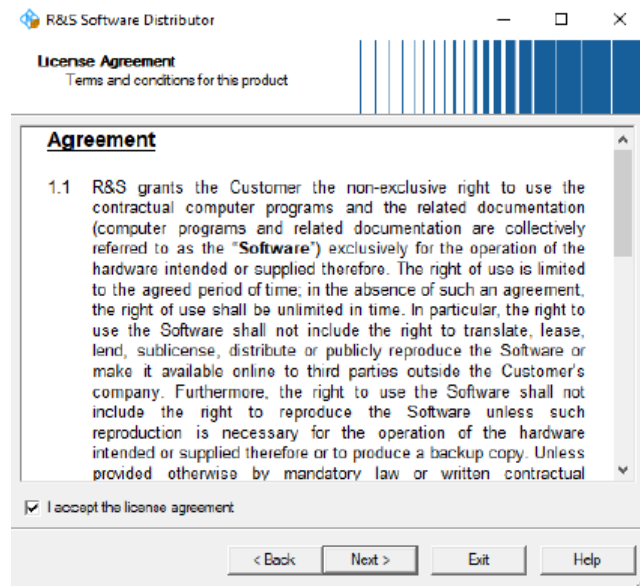 R&S Software Distributor
License Agreement
Terms and conditions for this product
Agreement
1.1 R&S grants the Customer the non-exclusive right to use the
contractual computer programs and the related documentation
(computer programs and related documentation are collectively
referred to as the "Software") exclusively for the operation of the
hardware intended or supplied therefore. The right of use is limited
to the agreed period of time; in the absence of such an agreement,
the right of use shall be unlimited in time. In particular, the right to
use the Software shall not include the right to translate, lease,
lend, sublicense, distribute or publicly reproduce the Software or
make it available online to third parties outside the Customer's
company. Furthermore, the right to use the Software shall not
include the right to reproduce the Software unless such
reproduction is necessary for the operation of the hardware
intended or supplied therefore or to produce a backup copy. Unless
provided otherwise by mandatory law or written contractual
I accept the license agreement
< Back Next > Exit Help